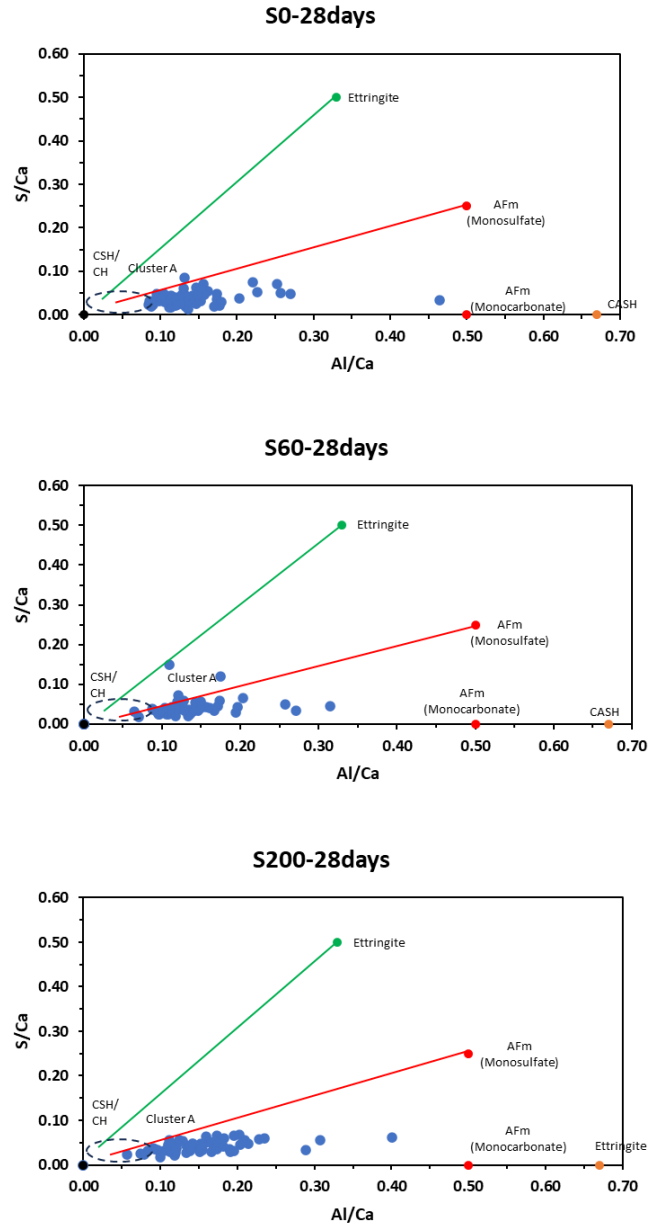 S0-28days
0.60
0.50
Ettringite
0.40
S/Ca
0.30
AFm
(Monosulfate)
0.20
CSH/
CH
Cluster A
0.10
AFm
(Monocarbonate)
CASH
0.00
0.00 0.10 0.20 0.30 0.40 0.50 0.60 0.70
Al/Ca
S60-28days
0.60
0.50
Ettringite
0.40
S/Ca
0.30
AFm
(Monosulfate)
0.20
CSH/
CH
Cluster A
0.10
AFm
(Monocarbonate)
CASH
0.00
0.00 0.10 0.20 0.30 0.40 0.50 0.60 0.70
Al/Ca
S200-28days
0.60
0.50
Ettringite
0.40
S/Ca
0.30
AFm
(Monosulfate)
0.20
CSH/
CH
Cluster A
0.10
AFm
(Monocarbonate)
Ettringite
0.00
0.00 0.10 0.20 0.30 0.40 0.50 0.60 0.70
Al/Ca